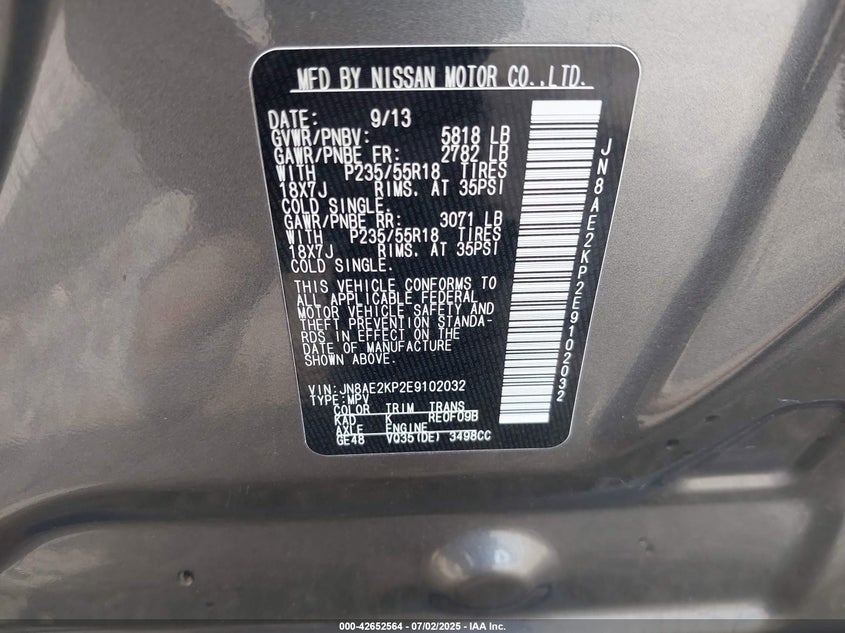 MFD BY NISSAN MOTOR CO.,LTD.
DATE: 9/13
GVWR/PNBV: 5818 LB
GAWR/PNBE FR: 2782 LB
WITH P235/55R18 TIRES
18X7J RIMS. AT 35PSI
COLD SINGLE.
GAWR/PNBE RR: 3071 LB
WITH P235/55R18 TIRES
18X7J RIMS. AT 35PSI
COLD SINGLE.
THIS VEHICLE CONFORMS TO
ALL APPLICABLE FEDERAL
MOTOR VEHICLE SAFETY AND
THEFT PREVENTION STANDA-
RDS IN EFFECT ON THE
DATE OF MANUFACTURE
SHOWN ABOVE.
VIN:JN8AE2KP2E9102032
TYPE:MPV
COLOR TRIM TRANS
KAD K RE0F09B
AXLE ENGINE
GE48 VQ35(DE) 3498CC
JN8AE2KP2E9102032
000-42652564 - 07/02/2025 - IAA Inc.